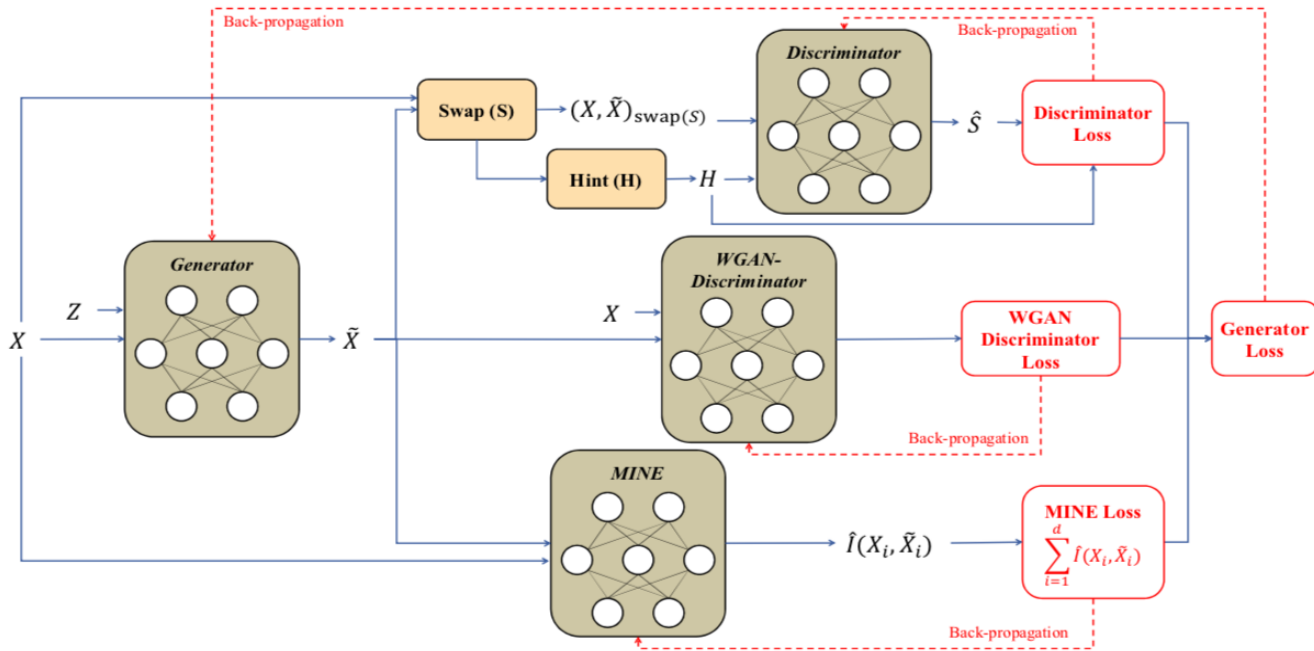 Back-propagation
Back-propagation
Discriminator
Swap (S)
(X, X̃)swap(S)
Ŝ
Discriminator
Loss
Hint (H)
H
Generator
WGAN-
Discriminator
Z
X
X
X̃
WGAN
Discriminator
Loss
Generator
Loss
Back-propagation
MINE
Î(Xᵢ, X̃ᵢ)
MINE Loss
d
∑ Î(Xᵢ, X̃ᵢ)
i=1
Back-propagation